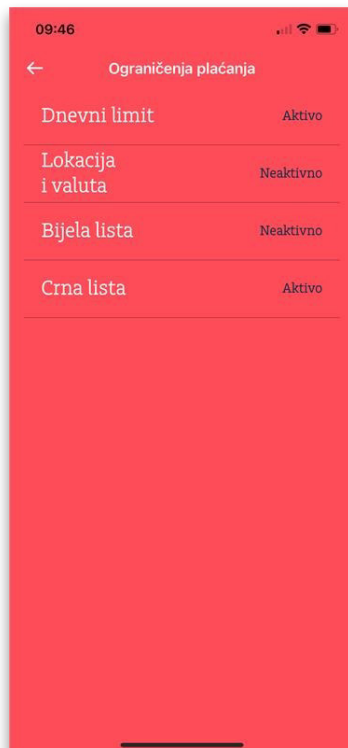 09:46
Ograničenja plaćanja
Dnevni limit Aktivo
Lokacija
i valuta Neaktivno
Bijela lista Neaktivno
Crna lista Aktivo